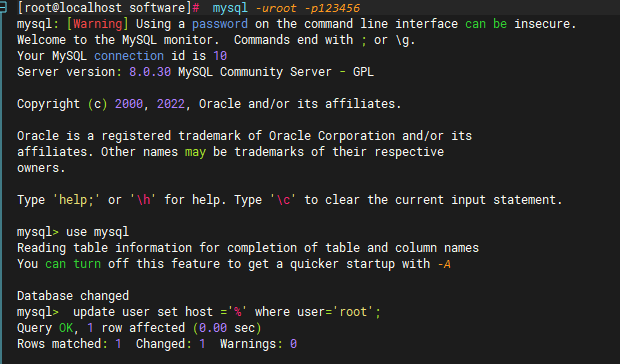 [root@localhost software]#  mysql -uroot -p123456
mysql: [Warning] Using a password on the command line interface can be insecure.
Welcome to the MySQL monitor.  Commands end with ; or \g.
Your MySQL connection id is 10
Server version: 8.0.30 MySQL Community Server - GPL

Copyright (c) 2000, 2022, Oracle and/or its affiliates.

Oracle is a registered trademark of Oracle Corporation and/or its
affiliates. Other names may be trademarks of their respective
owners.

Type 'help;' or '\h' for help. Type '\c' to clear the current input statement.

mysql> use mysql
Reading table information for completion of table and column names
You can turn off this feature to get a quicker startup with -A

Database changed
mysql>  update user set host ='%' where user='root';
Query OK, 1 row affected (0.00 sec)
Rows matched: 1  Changed: 1  Warnings: 0